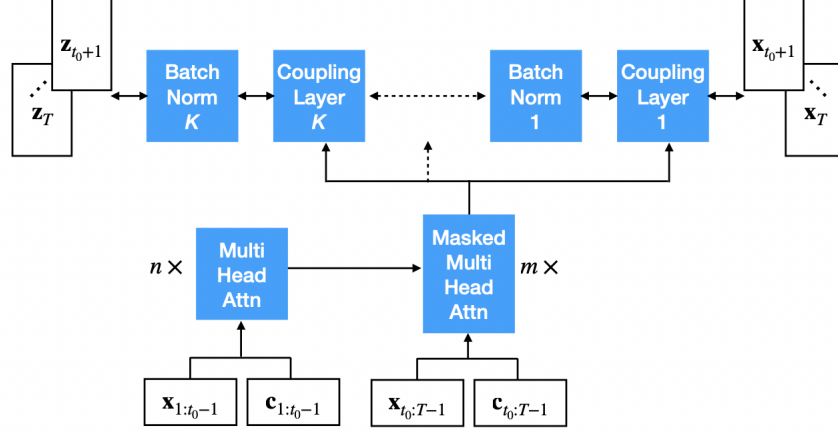 𝐳_{t_0+1}
⋱
𝐳_T
Batch
Norm
K
Coupling
Layer
K
Batch
Norm
1
Coupling
Layer
1
𝐱_{t_0+1}
⋱
𝐱_T
n ×
Multi
Head
Attn
Masked
Multi
Head
Attn
m ×
𝐱_{1:t_0−1}
𝐜_{1:t_0−1}
𝐱_{t_0:T−1}
𝐜_{t_0:T−1}